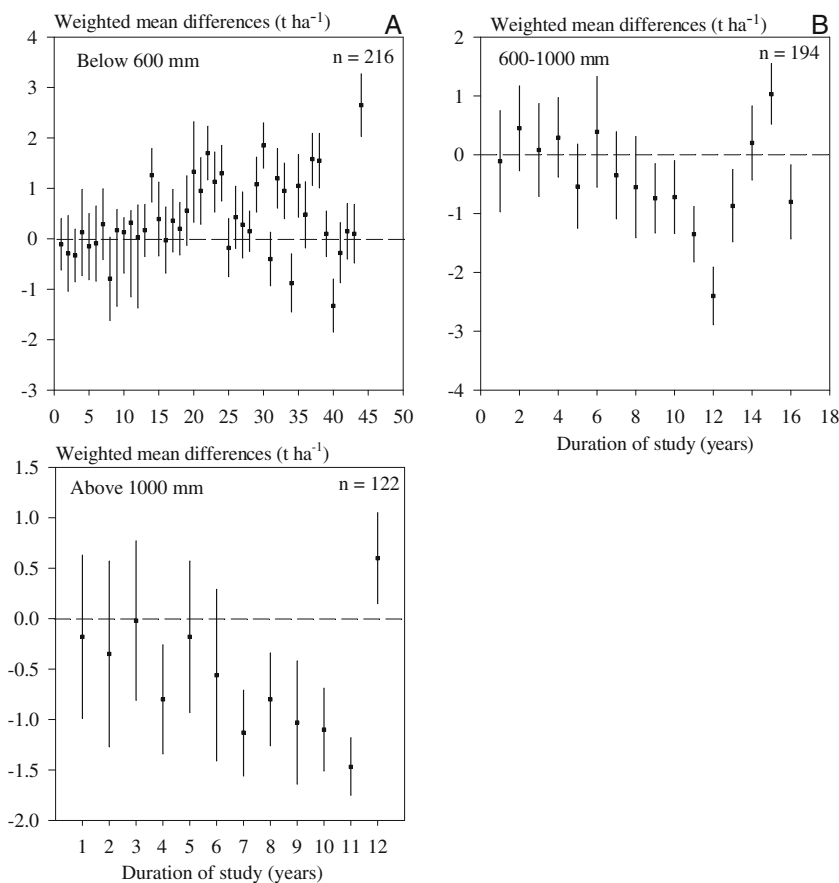 Weighted mean differences (t ha⁻¹)
A
Below 600 mm
n = 216
4
3
2
1
0
-1
-2
-3
0 5 10 15 20 25 30 35 40 45 50
Weighted mean differences (t ha⁻¹)
B
600-1000 mm
n = 194
2
1
0
-1
-2
-3
-4
0 2 4 6 8 10 12 14 16 18
Duration of study (years)
Weighted mean differences (t ha⁻¹)
Above 1000 mm
n = 122
1.5
1.0
0.5
0.0
-0.5
-1.0
-1.5
-2.0
1 2 3 4 5 6 7 8 9 10 11 12
Duration of study (years)